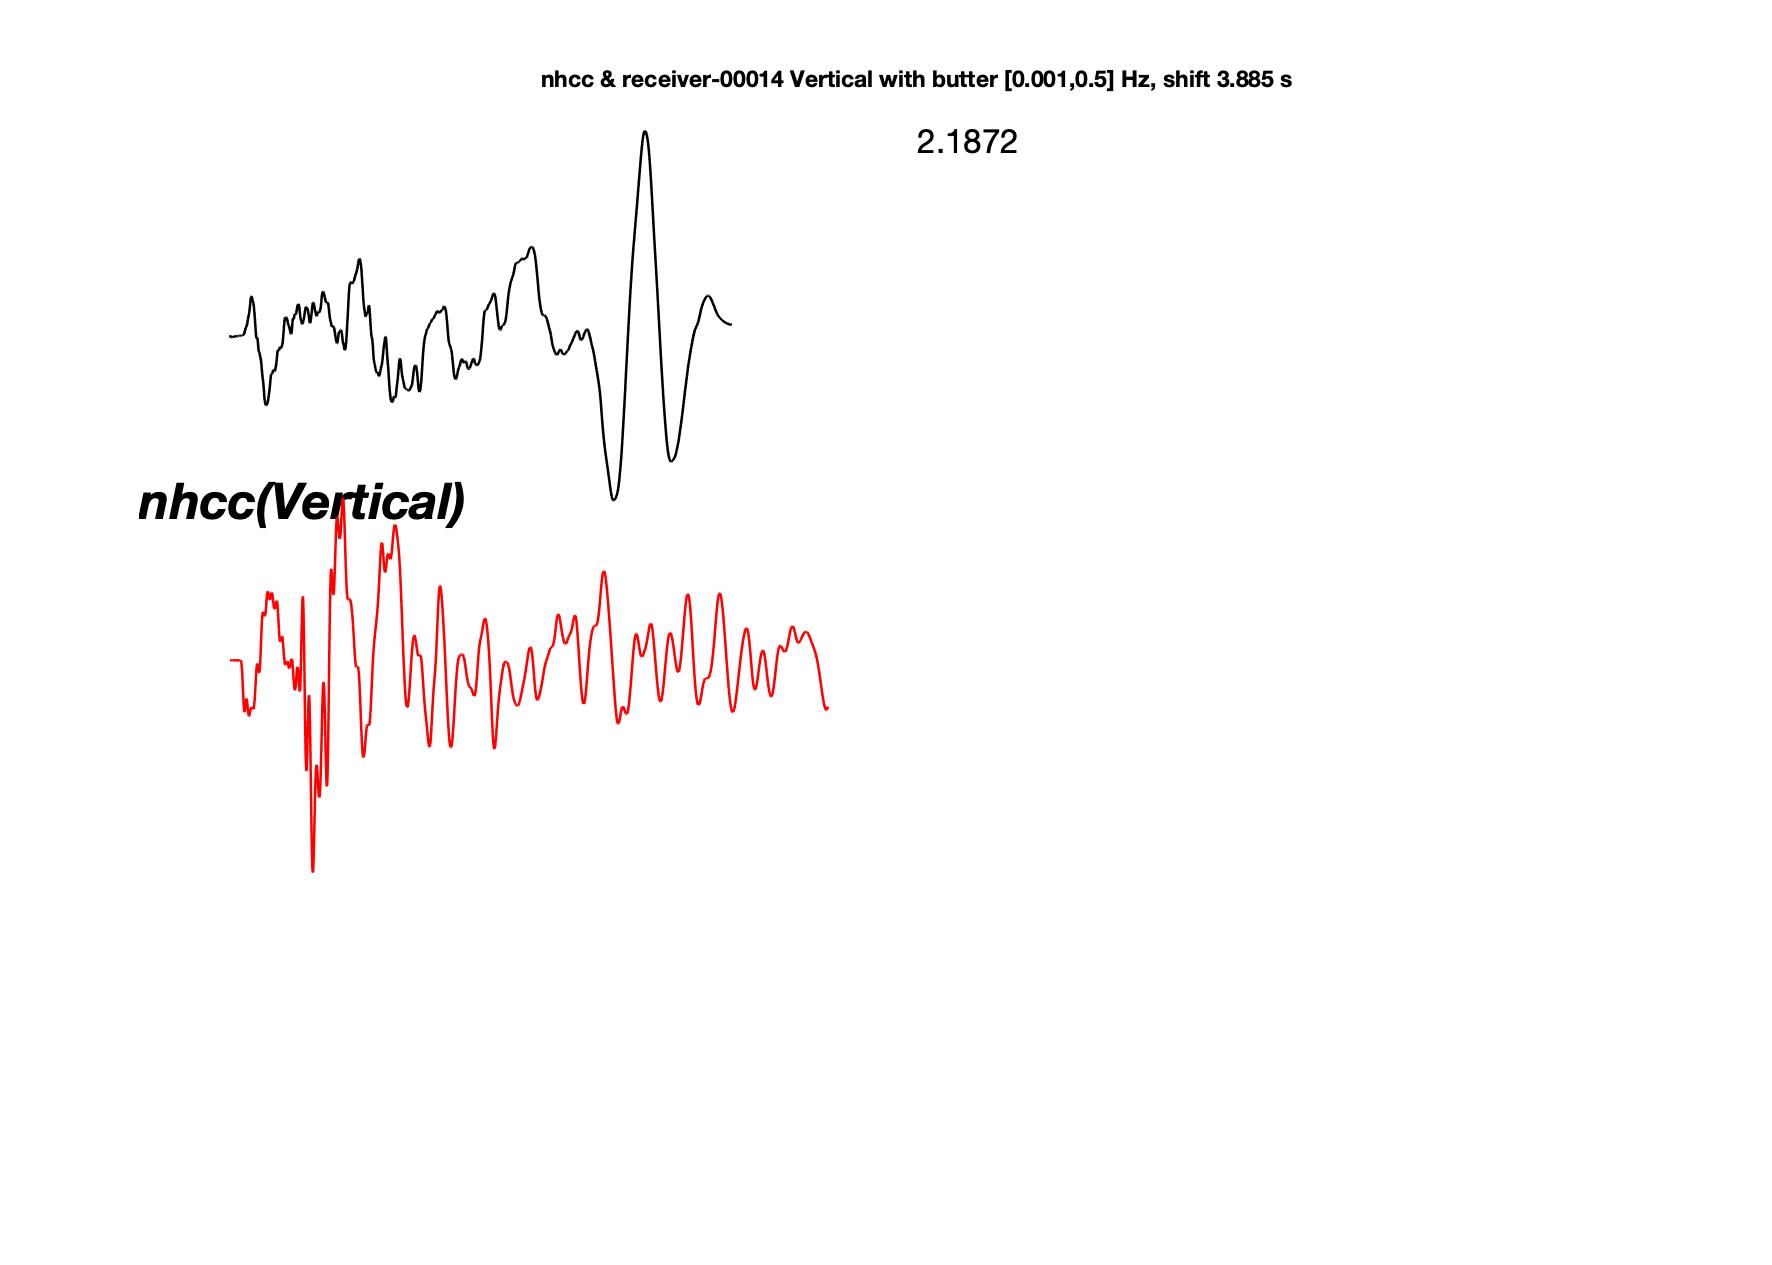 nhcc & receiver-00014 Vertical with butter [0.001,0.5] Hz, shift 3.885 s
2.1872
nhcc(Vertical)